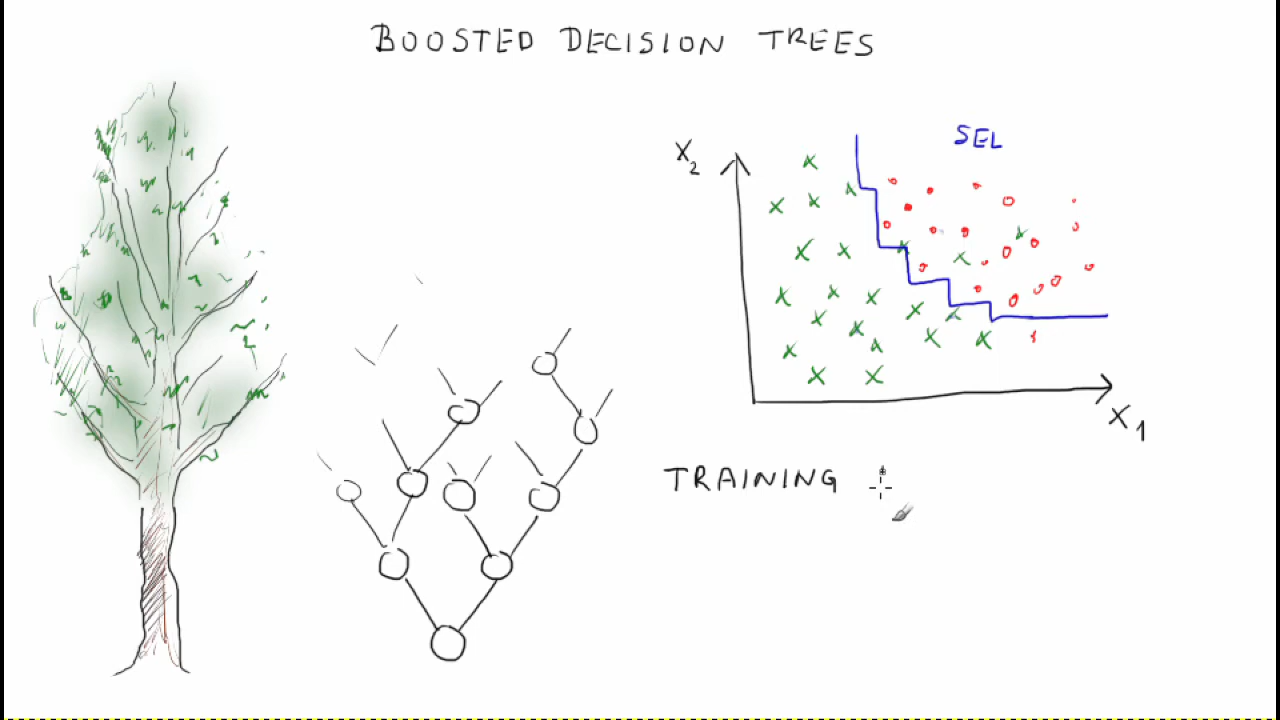 BOOSTED DECISION TREES
SEL
X2
X1
TRAINING